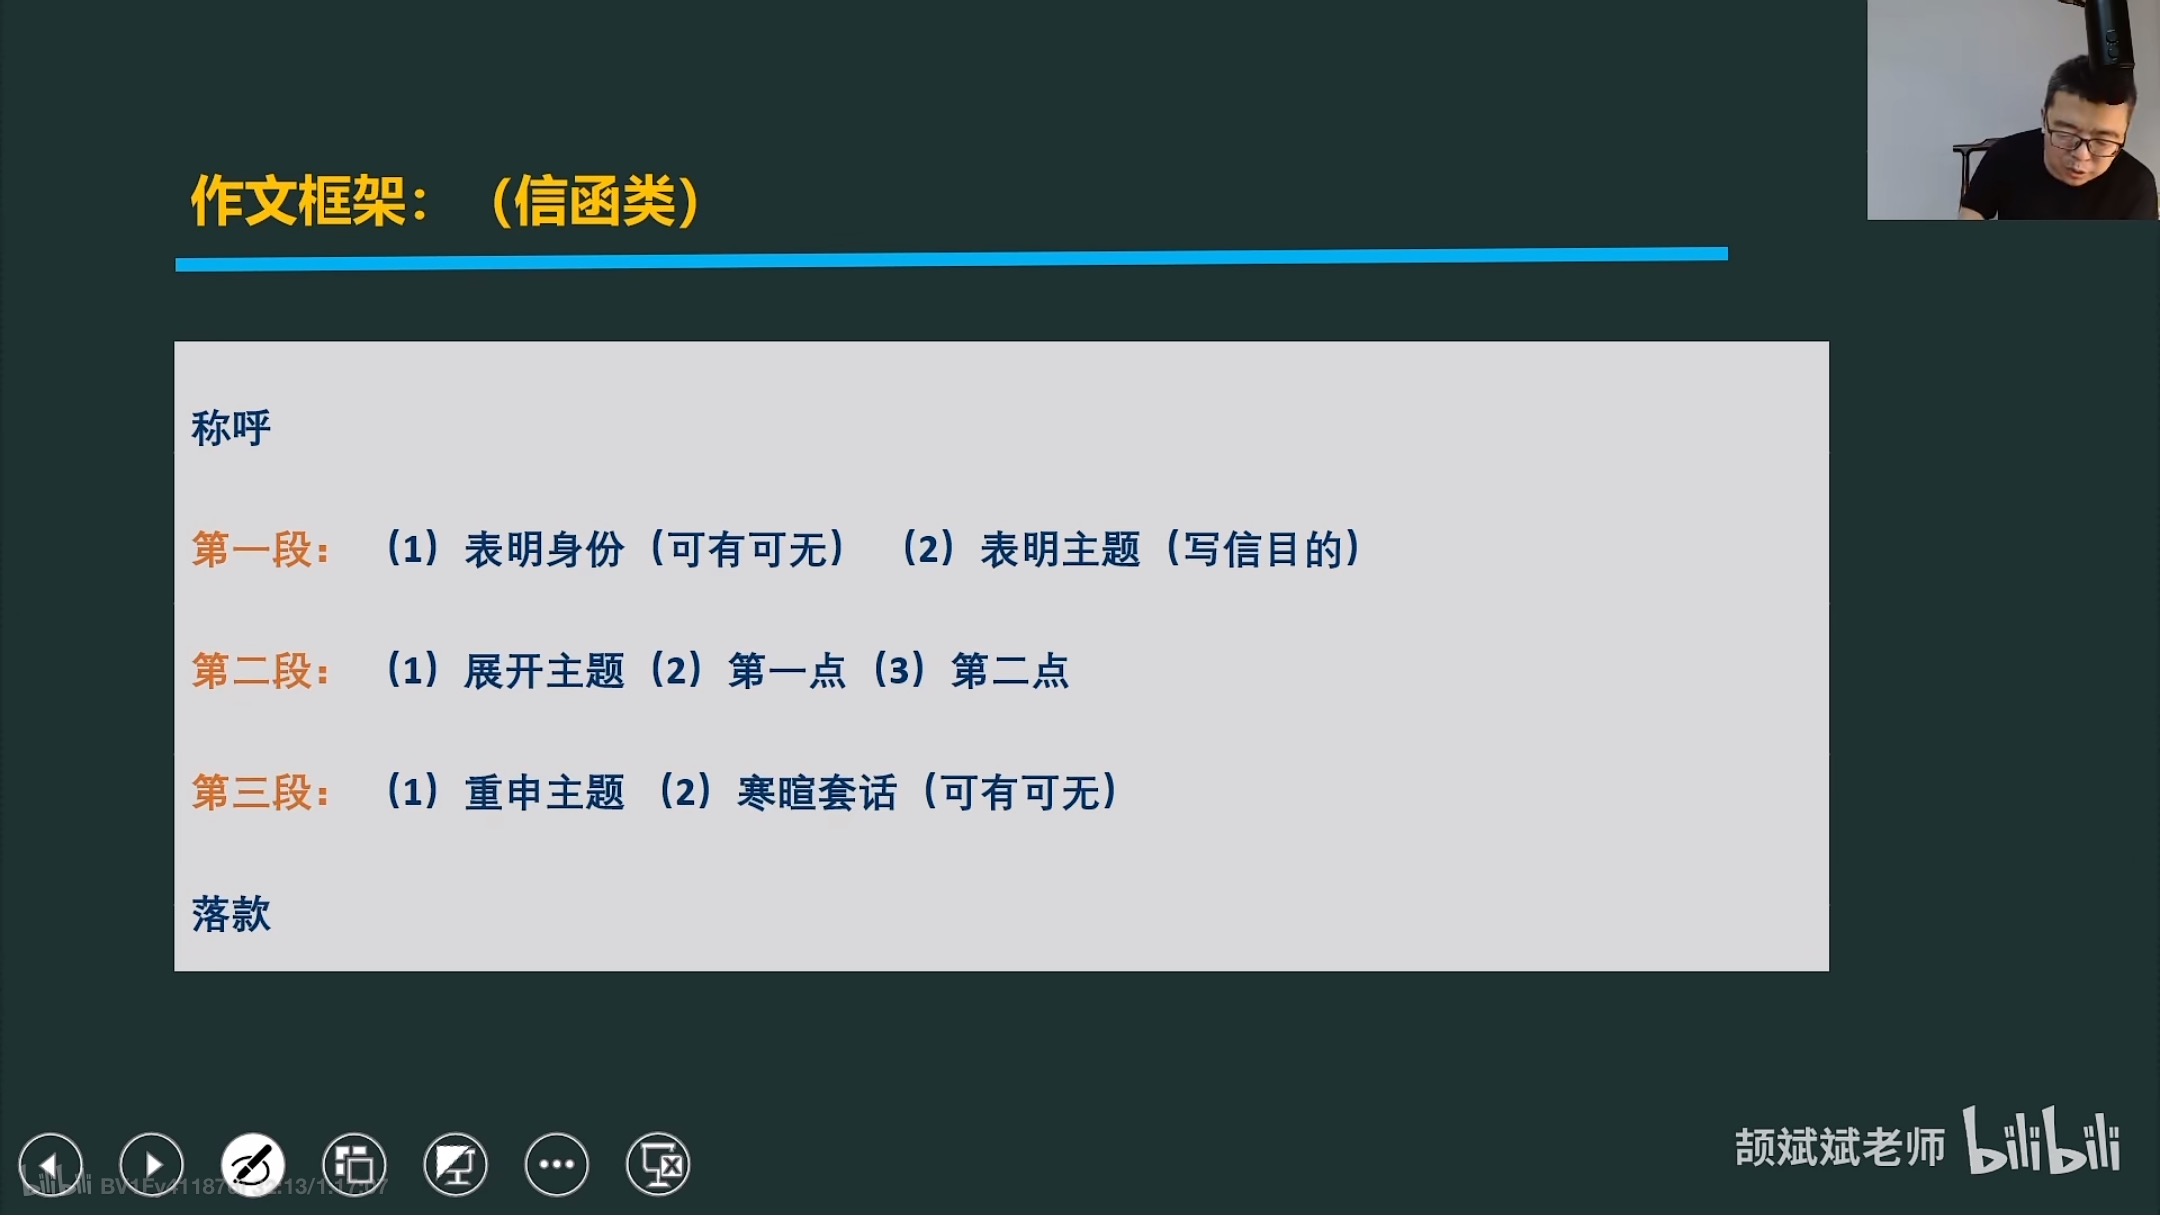 作文框架：（信函类）
称呼
第一段：（1）表明身份（可有可无）（2）表明主题（写信目的）
第二段：（1）展开主题（2）第一点（3）第二点
第三段：（1）重申主题（2）寒暄套话（可有可无）
落款
颉斌斌老师 bilibili
bilibili